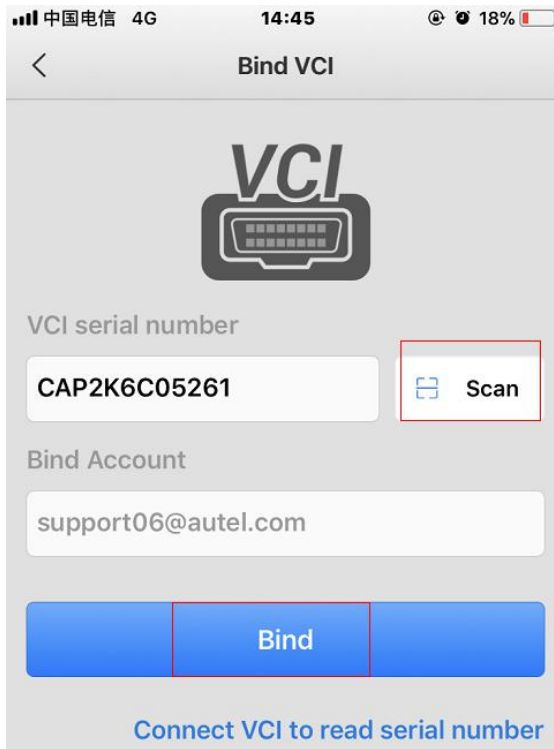 中国电信 4G 14:45 18%
Bind VCI
VCI
VCI serial number
CAP2K6C05261 Scan
Bind Account
support06@autel.com
Bind
Connect VCI to read serial number